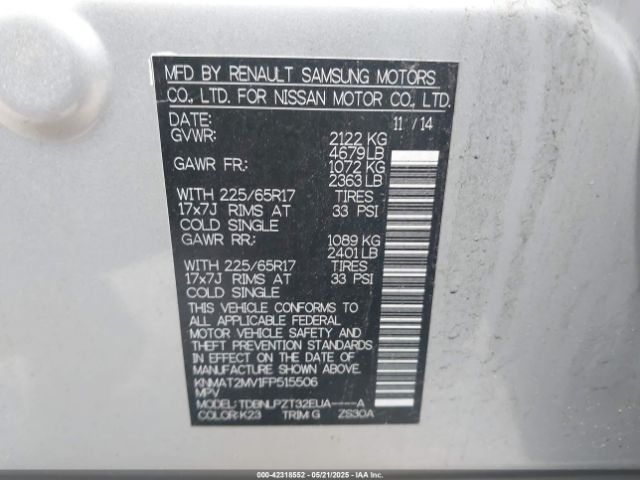 MFD BY RENAULT SAMSUNG MOTORS
CO., LTD. FOR NISSAN MOTOR CO., LTD.
DATE: 11 / 14
GVWR: 2122 KG
4679 LB
GAWR FR: 1072 KG
2363 LB
WITH 225/65R17 TIRES
17x7J RIMS AT 33 PSI
COLD SINGLE
GAWR RR: 1089 KG
2401 LB
WITH 225/65R17 TIRES
17x7J RIMS AT 33 PSI
COLD SINGLE
THIS VEHICLE CONFORMS TO
ALL APPLICABLE FEDERAL
MOTOR VEHICLE SAFETY AND
THEFT PREVENTION STANDARDS
IN EFFECT ON THE DATE OF
MANUFACTURE SHOWN ABOVE.
KNMAT2MV1FP515506
MPV
MODEL: TDBNLPZT32EUA----A
COLOR:K23 TRIM:G ZS30A
000-42318552 - 05/21/2025 - IAAI.COM